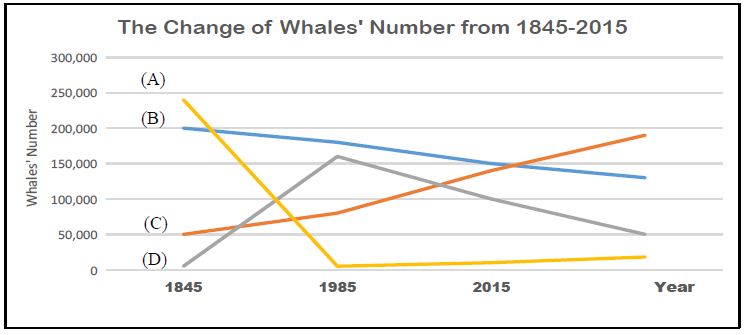 The Change of Whales' Number from 1845-2015
Whales' Number
300,000
250,000
200,000
150,000
100,000
50,000
0
(A)
(B)
(C)
(D)
1845 1985 2015 Year